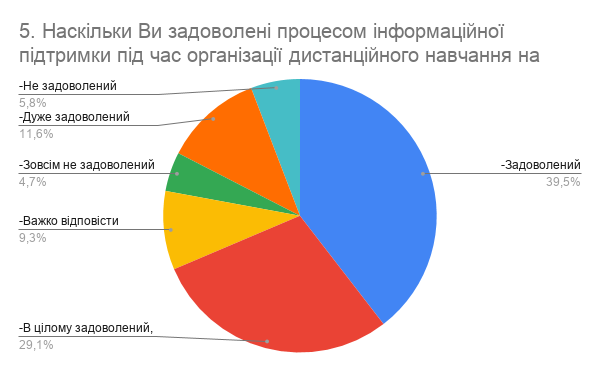 5. Наскільки Ви задоволені процесом інформаційної
підтримки під час організації дистанційного навчання на
-Не задоволений
5,8%
-Дуже задоволений
11,6%
-Зовсім не задоволений
4,7%
-Важко відповісти
9,3%
-В цілому задоволений,
29,1%
-Задоволений
39,5%